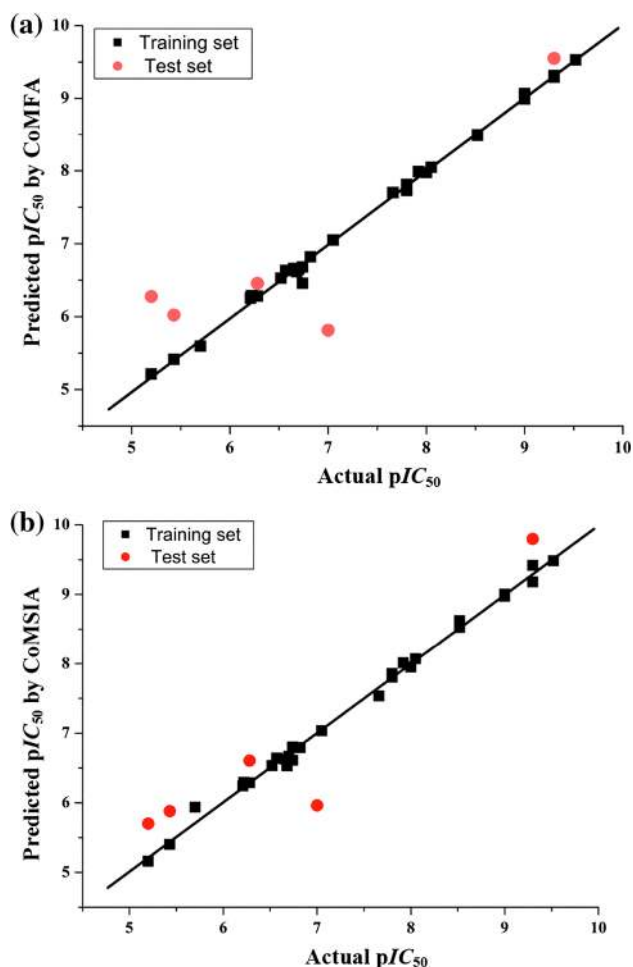 (a)
Training set
Test set
10
9
8
7
6
5
Predicted pIC50 by CoMFA
5 6 7 8 9 10
Actual pIC50
(b)
Training set
Test set
10
9
8
7
6
5
Predicted pIC50 by CoMSIA
5 6 7 8 9 10
Actual pIC50